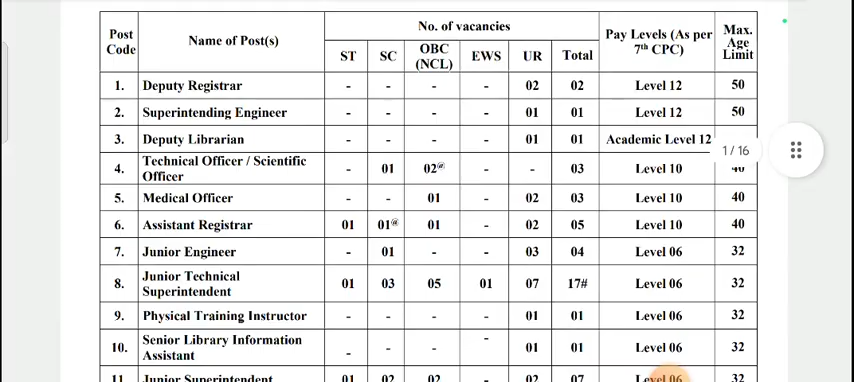 Post Code Name of Post(s) No. of vacancies Pay Levels (As per 7th CPC) Max. Age Limit
ST SC OBC (NCL) EWS UR Total
1. Deputy Registrar - - - - 02 02 Level 12 50
2. Superintending Engineer - - - - 01 01 Level 12 50
3. Deputy Librarian - - - - 01 01 Academic Level 12
1 / 16
4. Technical Officer / Scientific Officer - 01 02@ - - 03 Level 10 40
5. Medical Officer - - 01 - 02 03 Level 10 40
6. Assistant Registrar 01 01@ 01 - 02 05 Level 10 40
7. Junior Engineer - 01 - - 03 04 Level 06 32
8. Junior Technical Superintendent 01 03 05 01 07 17# Level 06 32
9. Physical Training Instructor - - - - 01 01 Level 06 32
10. Senior Library Information Assistant - - - - 01 01 Level 06 32
11. Junior Superintendent 01 02 02 - 02 07 Level 06 32